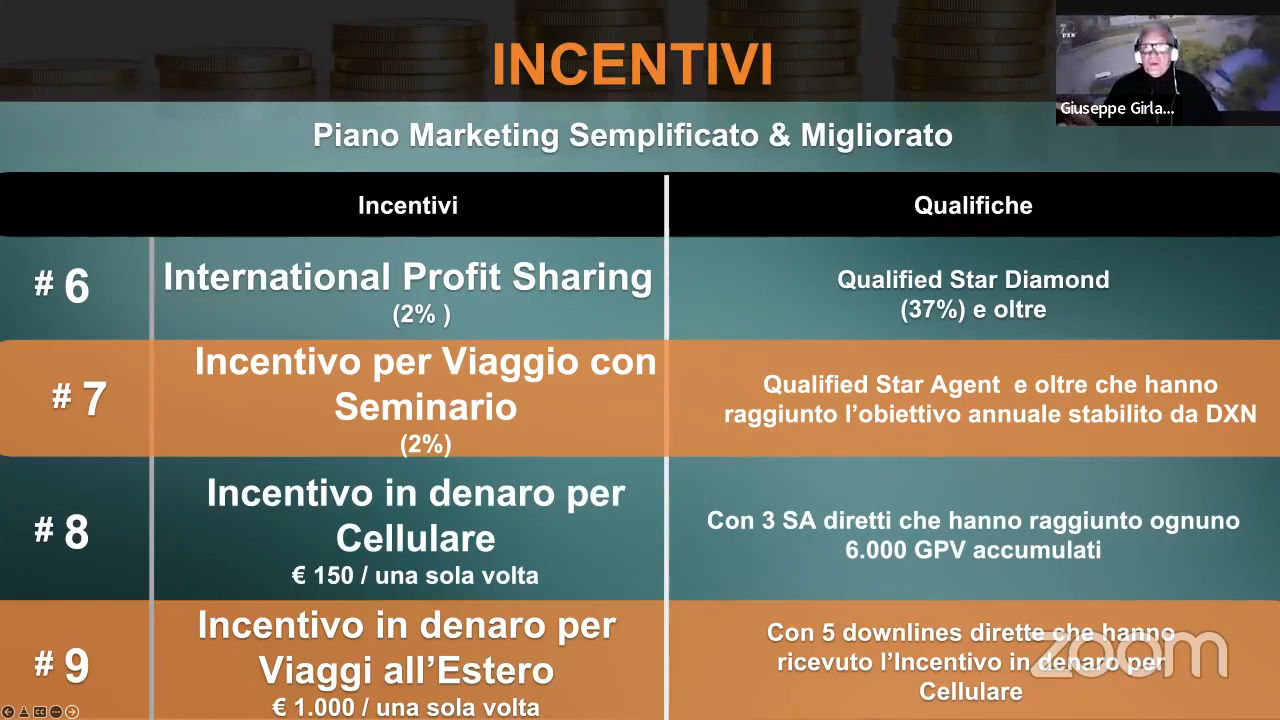 INCENTIVI
DXN
Giuseppe Girla...
Piano Marketing Semplificato & Migliorato
Incentivi
Qualifiche
# 6
International Profit Sharing
(2% )
Qualified Star Diamond
(37%) e oltre
# 7
Incentivo per Viaggio con
Seminario
(2%)
Qualified Star Agent e oltre che hanno
raggiunto l’obiettivo annuale stabilito da DXN
# 8
Incentivo in denaro per
Cellulare
€ 150 / una sola volta
Con 3 SA diretti che hanno raggiunto ognuno
6.000 GPV accumulati
# 9
Incentivo in denaro per
Viaggi all’Estero
€ 1.000 / una sola volta
Con 5 downlines dirette che hanno
ricevuto l’Incentivo in denaro per
Cellulare
zoom